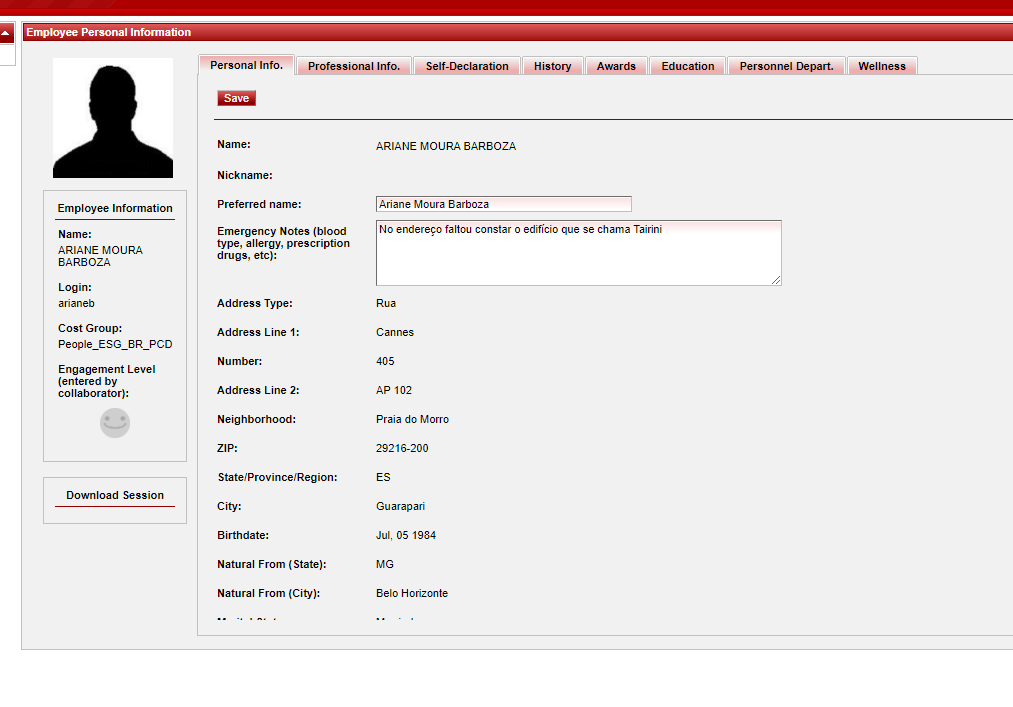 Employee Personal Information
Personal Info. Professional Info. Self-Declaration History Awards Education Personnel Depart. Wellness
Save
Employee Information
Name:
ARIANE MOURA
BARBOZA
Login:
arianeb
Cost Group:
People_ESG_BR_PCD
Engagement Level
(entered by
collaborator):
Download Session
Name: ARIANE MOURA BARBOZA
Nickname:
Preferred name: Ariane Moura Barboza
Emergency Notes (blood
type, allergy, prescription
drugs, etc):
No endereço faltou constar o edifício que se chama Tairini
Address Type: Rua
Address Line 1: Cannes
Number: 405
Address Line 2: AP 102
Neighborhood: Praia do Morro
ZIP: 29216-200
State/Province/Region: ES
City: Guarapari
Birthdate: Jul, 05 1984
Natural From (State): MG
Natural From (City): Belo Horizonte